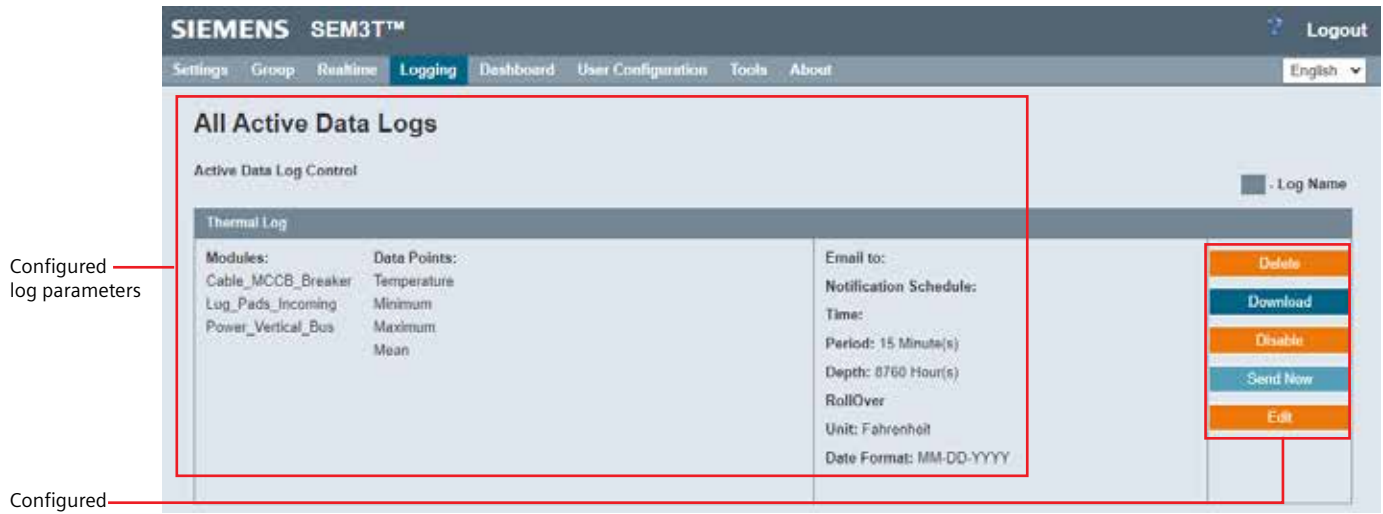 SIEMENS SEM3T™
? Logout
Settings Group Realtime Logging Dashboard User Configuration Tools About English
All Active Data Logs
Active Data Log Control
- Log Name
Thermal Log
Modules:
Cable_MCCB_Breaker
Lug_Pads_Incoming
Power_Vertical_Bus
Data Points:
Temperature
Minimum
Maximum
Mean
Email to:
Notification Schedule:
Time:
Period: 15 Minute(s)
Depth: 8760 Hour(s)
RollOver
Unit: Fahrenheit
Date Format: MM-DD-YYYY
Delete
Download
Disable
Send Now
Edit
Configured
log parameters
Configured